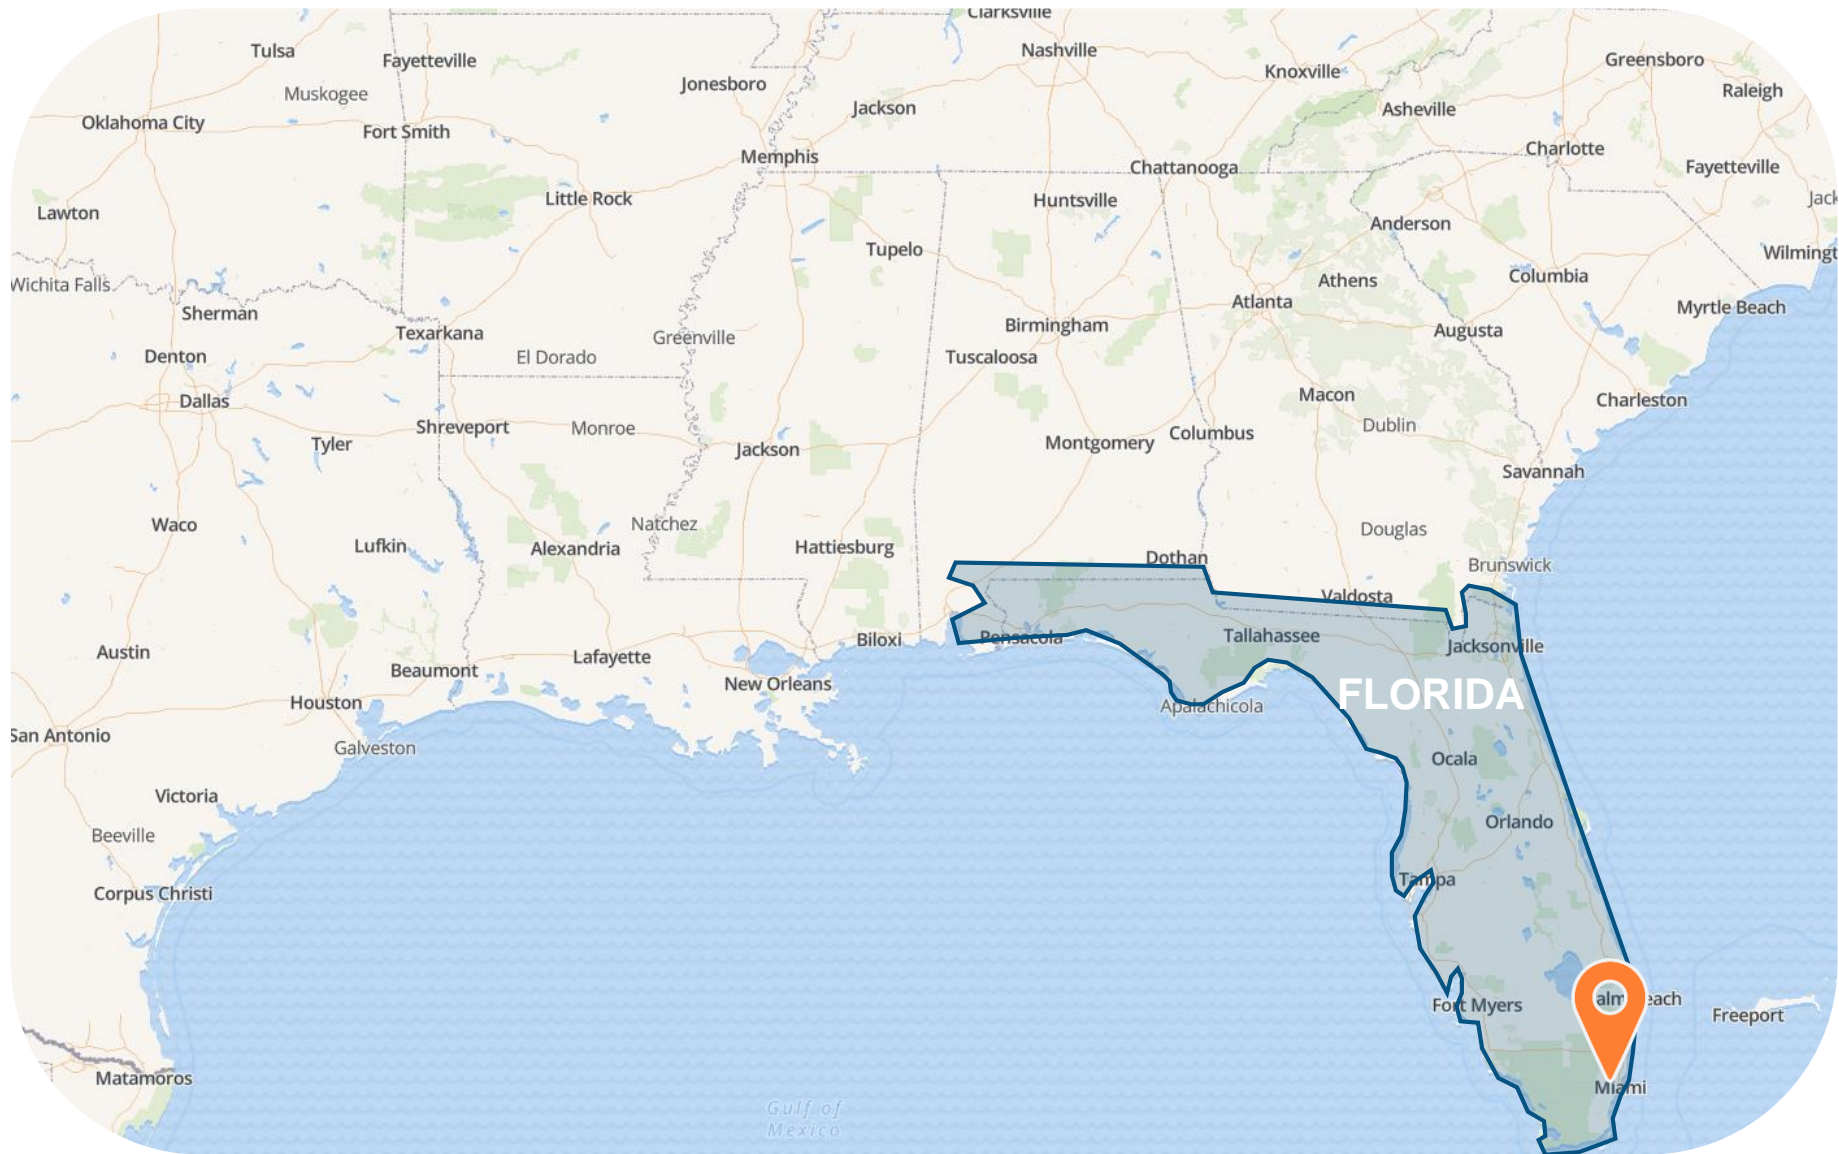 Clarksville
Tulsa
Fayetteville
Nashville
Greensboro
Knoxville
Jonesboro
Muskogee
Raleigh
Jackson
Asheville
Oklahoma City
Fort Smith
Charlotte
Memphis
Chattanooga
Fayetteville
Little Rock
Huntsville
Jack
Lawton
Anderson
Tupelo
Wilmingt
Columbia
Athens
Wichita Falls
Atlanta
Myrtle Beach
Sherman
Birmingham
Augusta
Texarkana
Greenville
Denton
El Dorado
Tuscaloosa
Macon
Charleston
Dallas
Dublin
Shreveport
Monroe
Columbus
Tyler
Montgomery
Jackson
Savannah
Waco
Natchez
Douglas
Lufkin
Alexandria
Hattiesburg
Dothan
Brunswick
Valdosta
Tallahassee
Pensacola
Biloxi
Jacksonville
Austin
Lafayette
Beaumont
New Orleans
FLORIDA
Houston
Apalachicola
San Antonio
Galveston
Ocala
Victoria
Orlando
Beeville
Tampa
Corpus Christi
alm each
Fort Myers
Freeport
Matamoros
Miami
Gulf of
Mexico